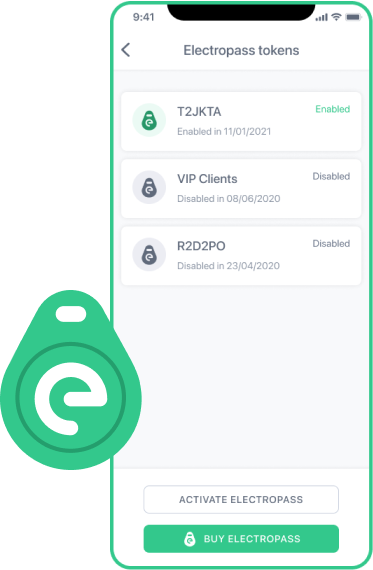 9:41
Electropass tokens
T2JKTA
Enabled
Enabled in 11/01/2021
VIP Clients
Disabled
Disabled in 08/06/2020
R2D2PO
Disabled
Disabled in 23/04/2020
ACTIVATE ELECTROPASS
BUY ELECTROPASS